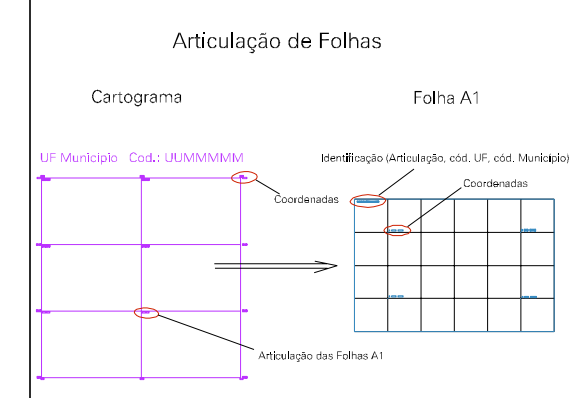 Articulação de Folhas
Cartograma
Folha A1
UF Municipio Cod.: UUMMMMM
Identificação (Articulação, cód. UF, cód. Município)
Coordenadas
Coordenadas
Articulação das Folhas A1